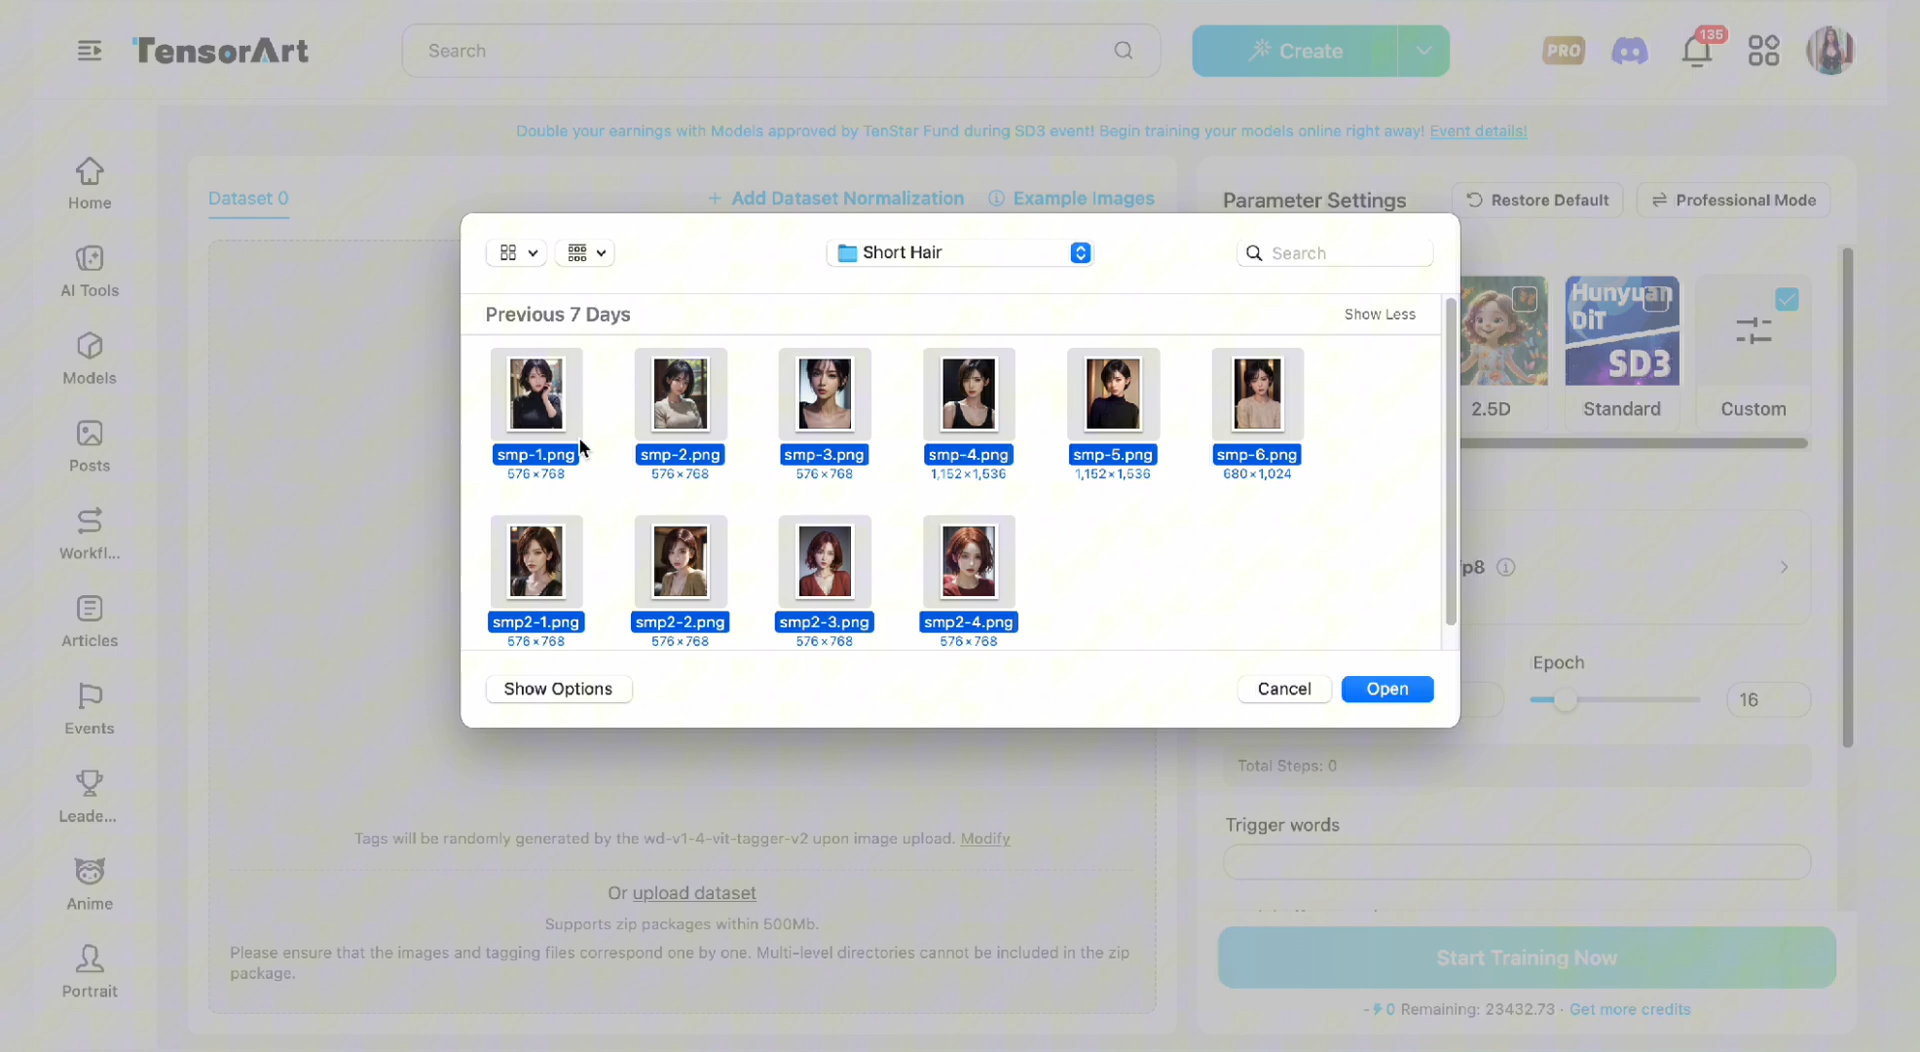 TensorArt
Search
Create
PRO
135
Double your earnings with Models approved by TenStar Fund during SD3 event! Begin training your models online right away! Event details!
Home
AI Tools
Models
Posts
Workfl...
Articles
Events
Leade...
Anime
Portrait
Dataset 0
+ Add Dataset Normalization
Example Images
Parameter Settings
Restore Default
Professional Mode
Short Hair
Search
Previous 7 Days
Show Less
smp-1.png
576×768
smp-2.png
576×768
smp-3.png
576×768
smp-4.png
1,152×1,536
smp-5.png
1,152×1,536
smp-6.png
680×1,024
smp2-1.png
576×768
smp2-2.png
576×768
smp2-3.png
576×768
smp2-4.png
576×768
Show Options
Cancel
Open
Hunyuan
DiT
SD3
2.5D
Standard
Custom
p8
Epoch
16
Total Steps: 0
Trigger words
Tags will be randomly generated by the wd-v1-4-vit-tagger-v2 upon image upload. Modify
Or upload dataset
Supports zip packages within 500Mb.
Please ensure that the images and tagging files correspond one by one. Multi-level directories cannot be included in the zip
package.
Start Training Now
-0 Remaining: 23432.73 · Get more credits